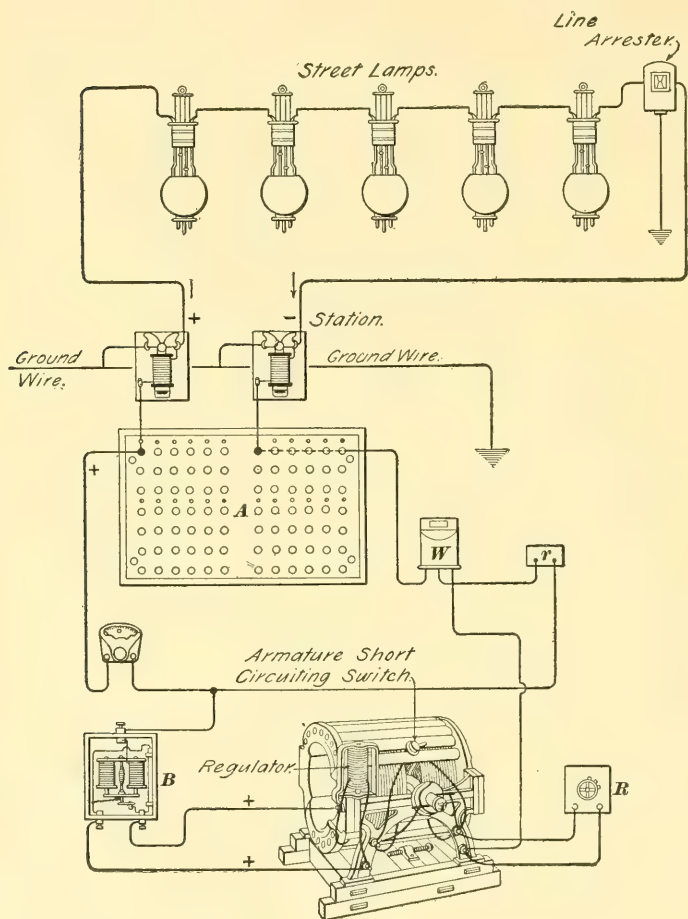 Line
Arrester.
Street Lamps.
+
−
Station.
Ground
Wire.
Ground Wire.
+
A
W
r
Armature Short
Circuiting Switch.
Regulator.
B
R
+
+